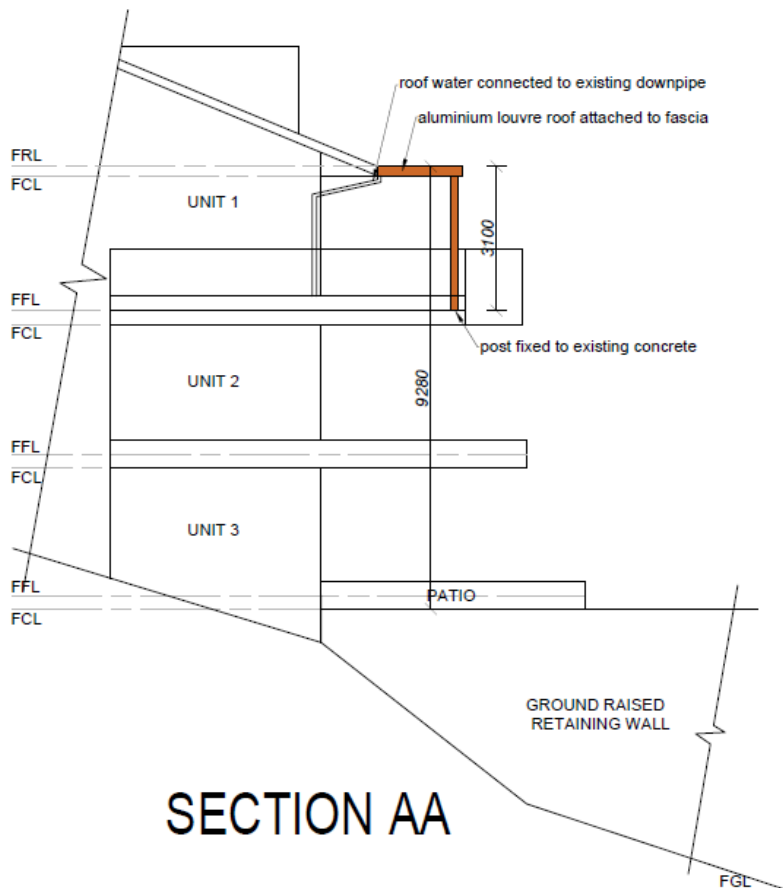 roof water connected to existing downpipe
aluminium louvre roof attached to fascia
FRL
FCL
UNIT 1
3100
FFL
FCL
post fixed to existing concrete
UNIT 2
9280
FFL
FCL
UNIT 3
FFL
PATIO
FCL
GROUND RAISED
RETAINING WALL
SECTION AA
FGL